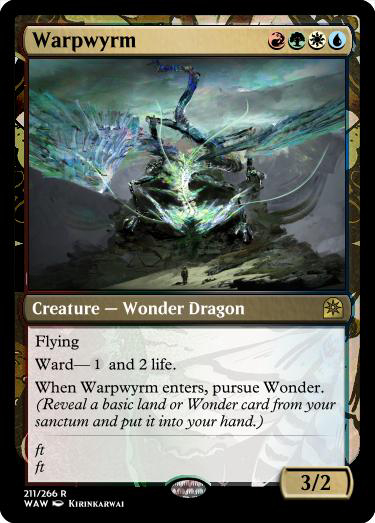 Warpwyrm
Creature — Wonder Dragon
Flying
Ward— 1 and 2 life.
When Warpwyrm enters, pursue Wonder.
(Reveal a basic land or Wonder card from your
sanctum and put it into your hand.)
ft
ft
3/2
211/266 R
WAW KIRINKARWAI